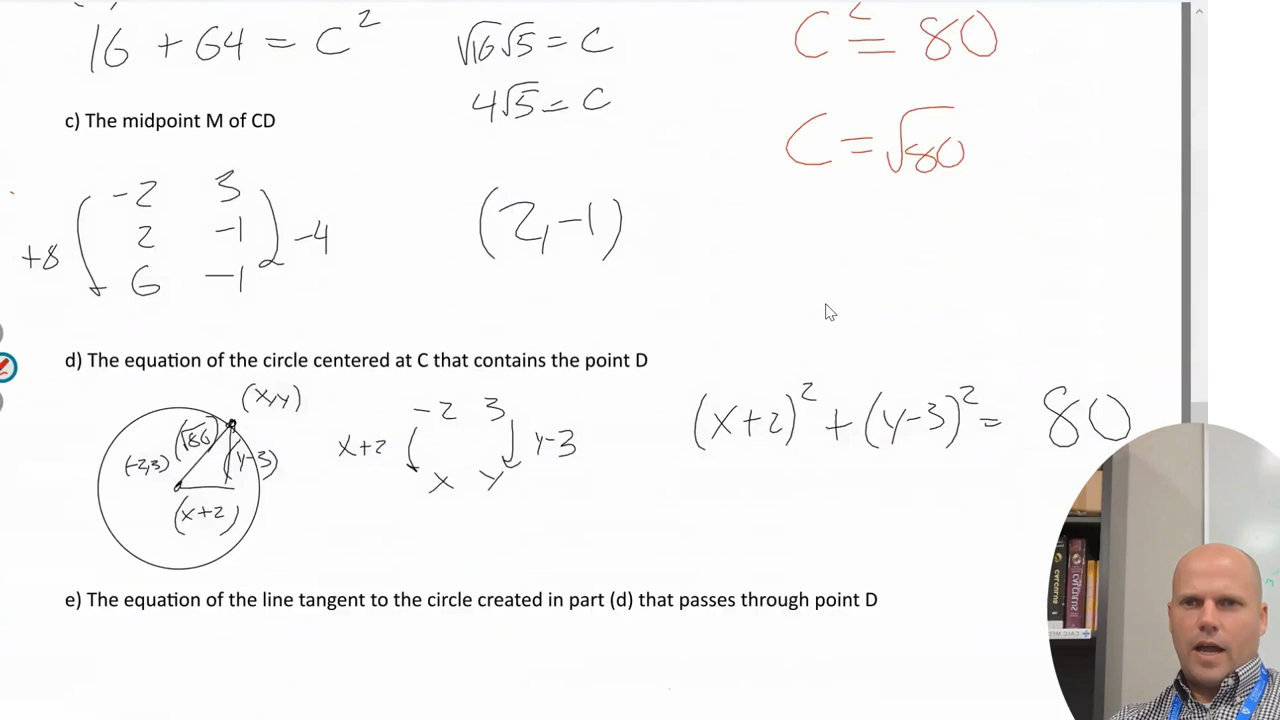 16 + 64 = C²
√16√5 = C
4√5 = C
C² = 80
C = √80
c) The midpoint M of CD
-2 3
+8 2 -1 -4
6 -1
(2, -1)
d) The equation of the circle centered at C that contains the point D
(x,y)
(√80)
(-2,3)
(y-3)
(x+2)
-2 3
x+2 y-3
x y
(x+2)² + (y-3)² = 80
e) The equation of the line tangent to the circle created in part (d) that passes through point D